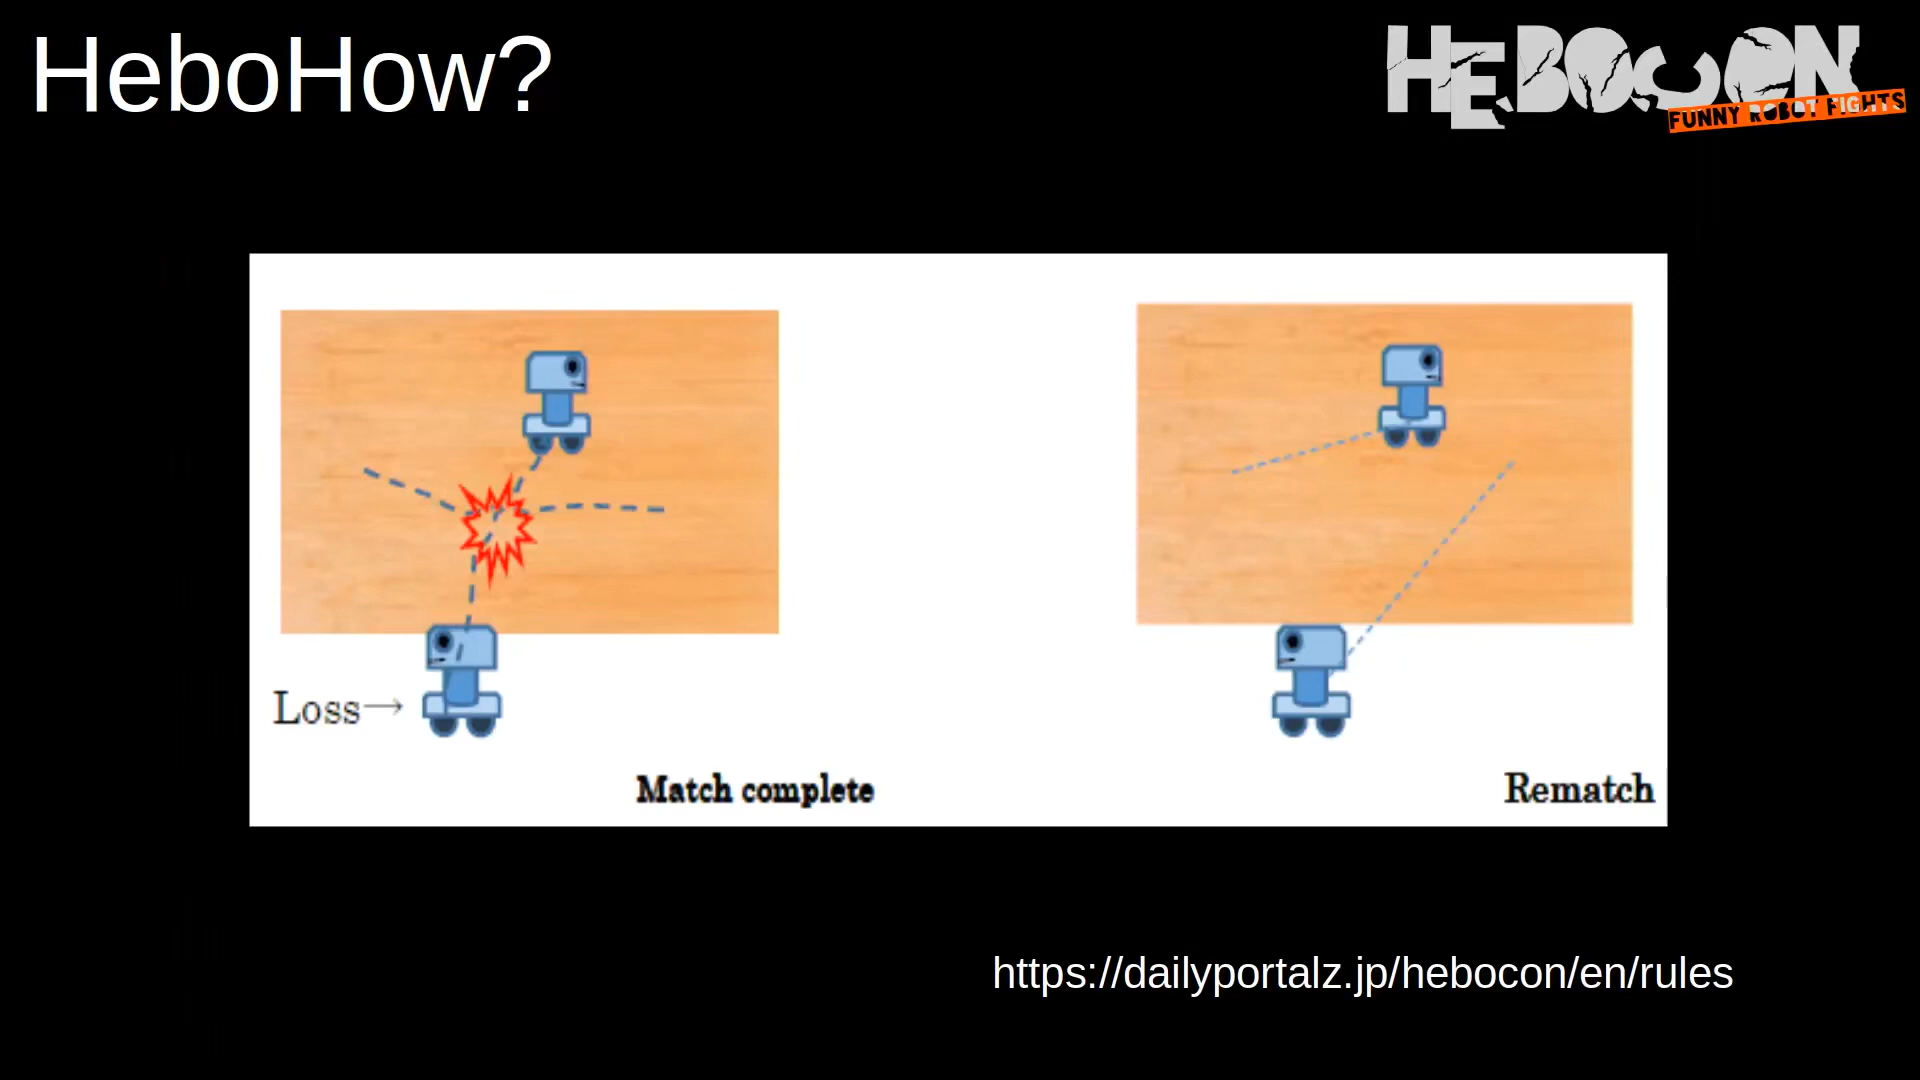 HeboHow?
HEBOCON
FUNNY ROBOT FIGHTS
Loss→
Match complete
Rematch
https://dailyportalz.jp/hebocon/en/rules